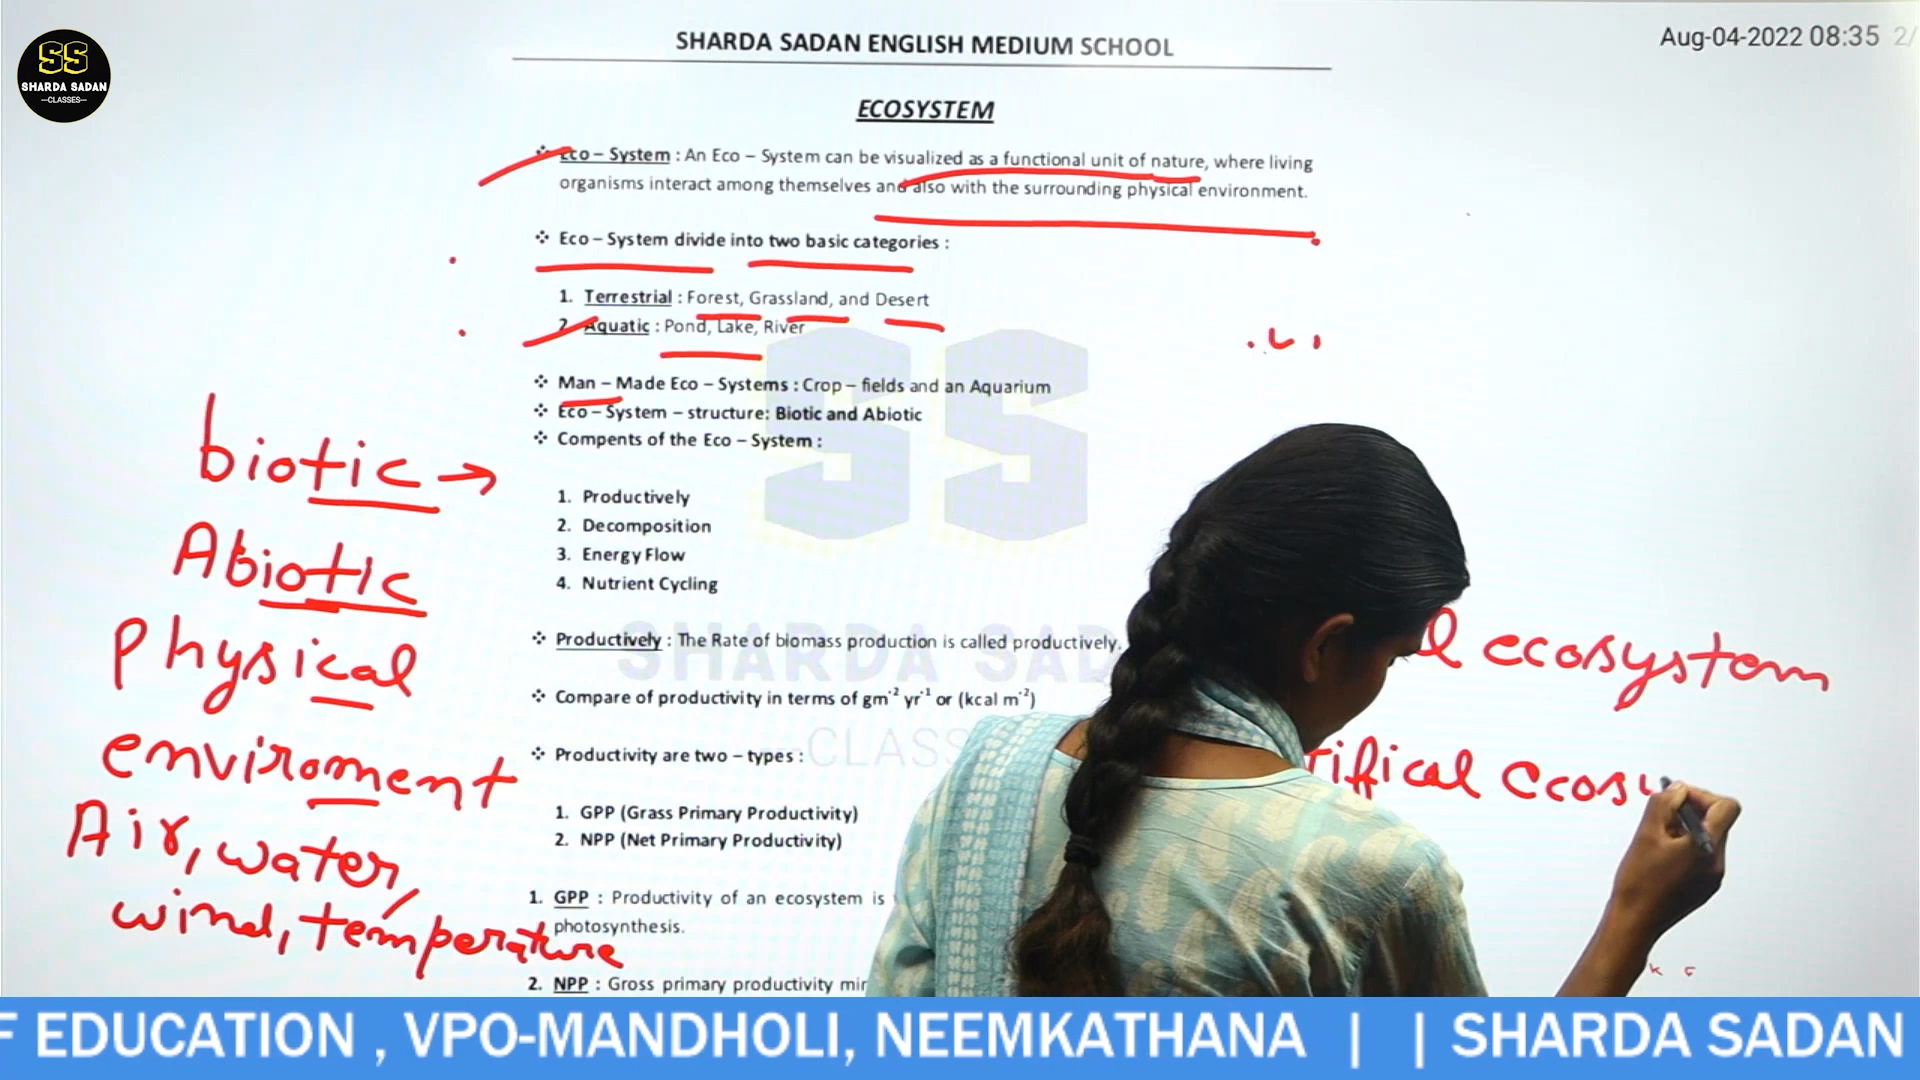 SS
SHARDA SADAN
—CLASSES—
SHARDA SADAN ENGLISH MEDIUM SCHOOL
Aug-04-2022 08:35 2/
ECOSYSTEM
❖ Eco – System : An Eco – System can be visualized as a functional unit of nature, where living
organisms interact among themselves and also with the surrounding physical environment.
❖ Eco – System divide into two basic categories :
1. Terrestrial : Forest, Grassland, and Desert
2. Aquatic : Pond, Lake, River
❖ Man – Made Eco – Systems : Crop – fields and an Aquarium
❖ Eco – System – structure: Biotic and Abiotic
❖ Compents of the Eco – System :
1. Productively
2. Decomposition
3. Energy Flow
4. Nutrient Cycling
❖ Productively : The Rate of biomass production is called productively.
❖ Compare of productivity in terms of gm⁻² yr⁻¹ or (kcal m⁻²)
❖ Productivity are two – types :
1. GPP (Grass Primary Productivity)
2. NPP (Net Primary Productivity)
1. GPP : Productivity of an ecosystem is
photosynthesis.
2. NPP : Gross primary productivity mi
SS
SHARDA SAD
CLASS
biotic →
Abiotic
Physical
enviroment
Air, water,
wind, temperature
l ecosystem
tifical ecosy
F EDUCATION , VPO-MANDHOLI, NEEMKATHANA | | SHARDA SADAN